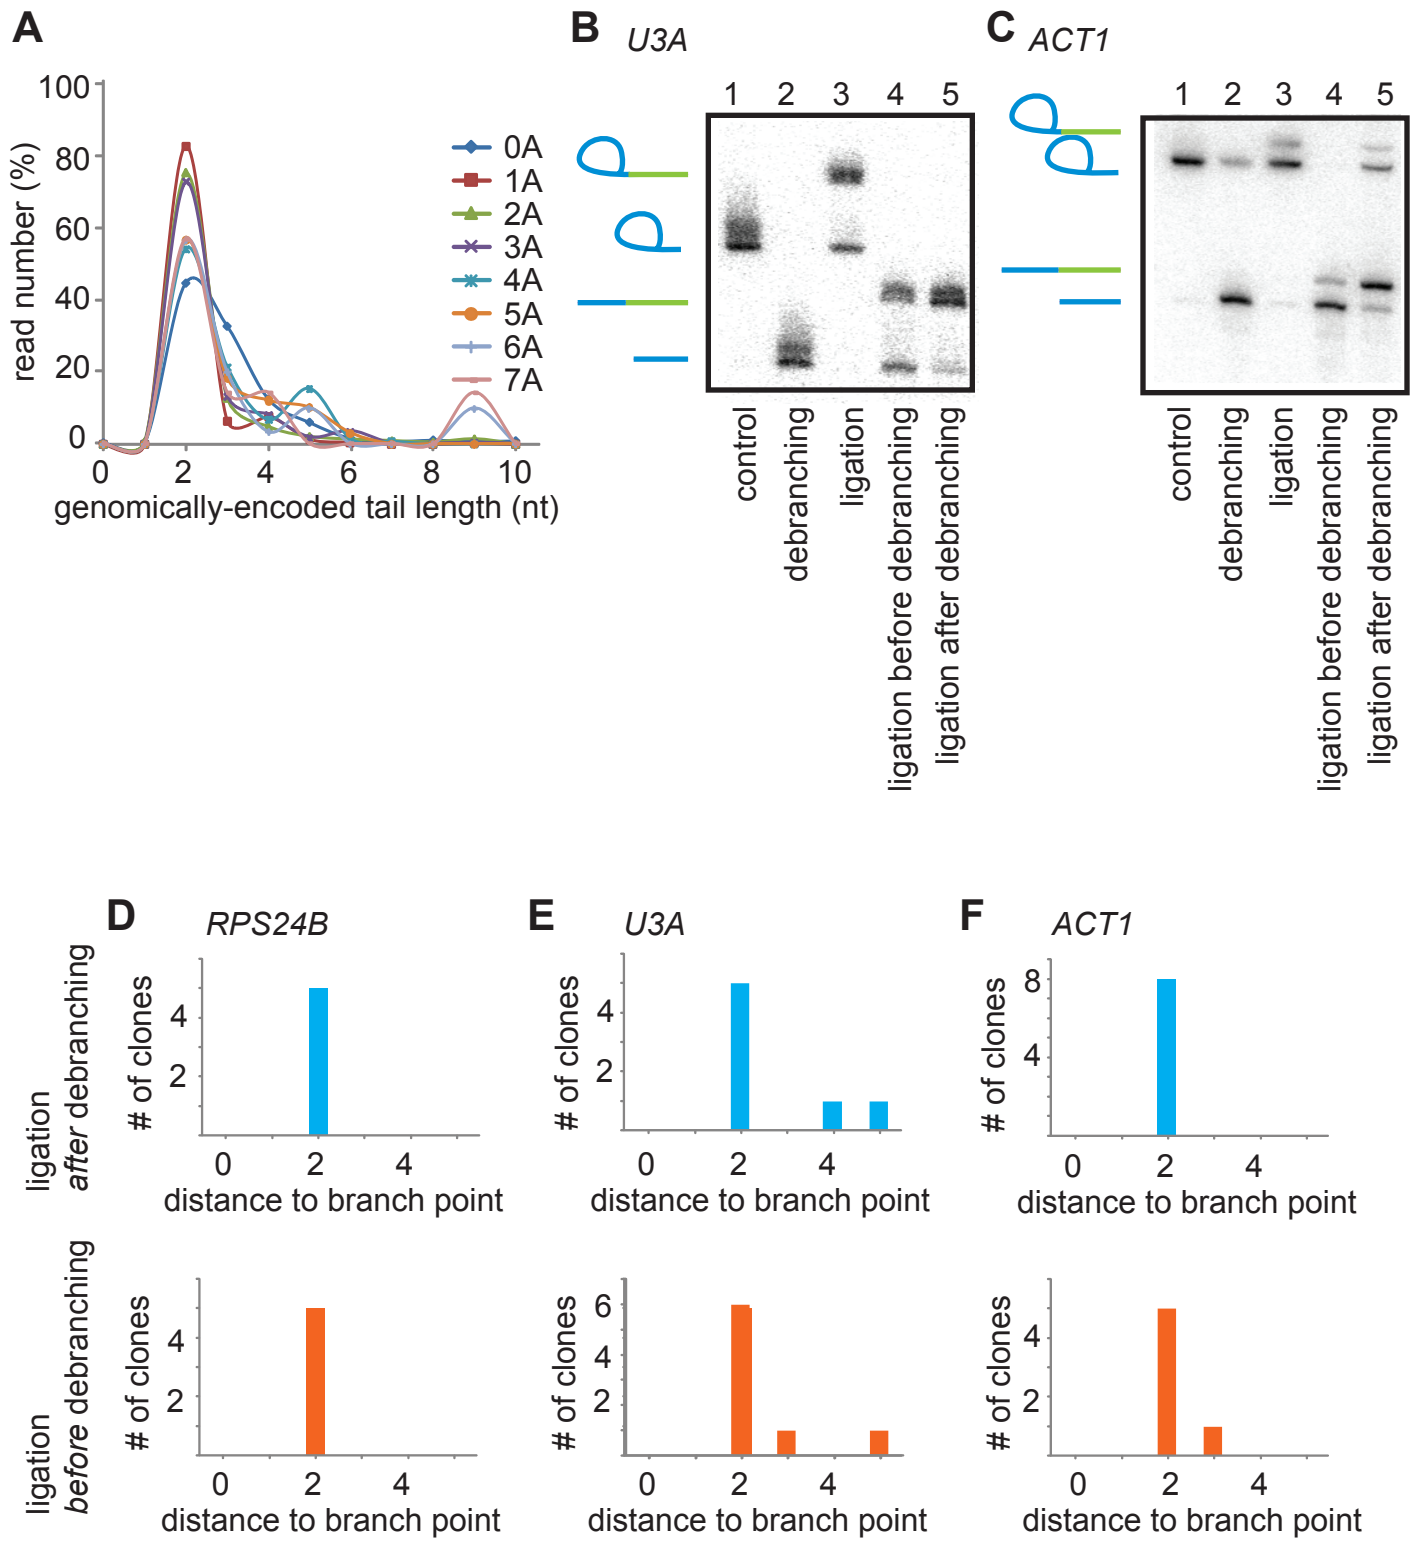 A
read number (%)
100
80
60
40
20
0
0 2 4 6 8 10
genomically-encoded tail length (nt)
0A
1A
2A
3A
4A
5A
6A
7A
B
U3A
1 2 3 4 5
control
debranching
ligation
ligation before debranching
ligation after debranching
C
ACT1
1 2 3 4 5
control
debranching
ligation
ligation before debranching
ligation after debranching
ligation
after debranching
D
RPS24B
# of clones
4
2
0 2 4
distance to branch point
E
U3A
# of clones
4
2
0 2 4
distance to branch point
F
ACT1
# of clones
8
4
0 2 4
distance to branch point
ligation
before debranching
# of clones
4
2
0 2 4
distance to branch point
# of clones
6
4
2
0 2 4
distance to branch point
# of clones
4
2
0 2 4
distance to branch point